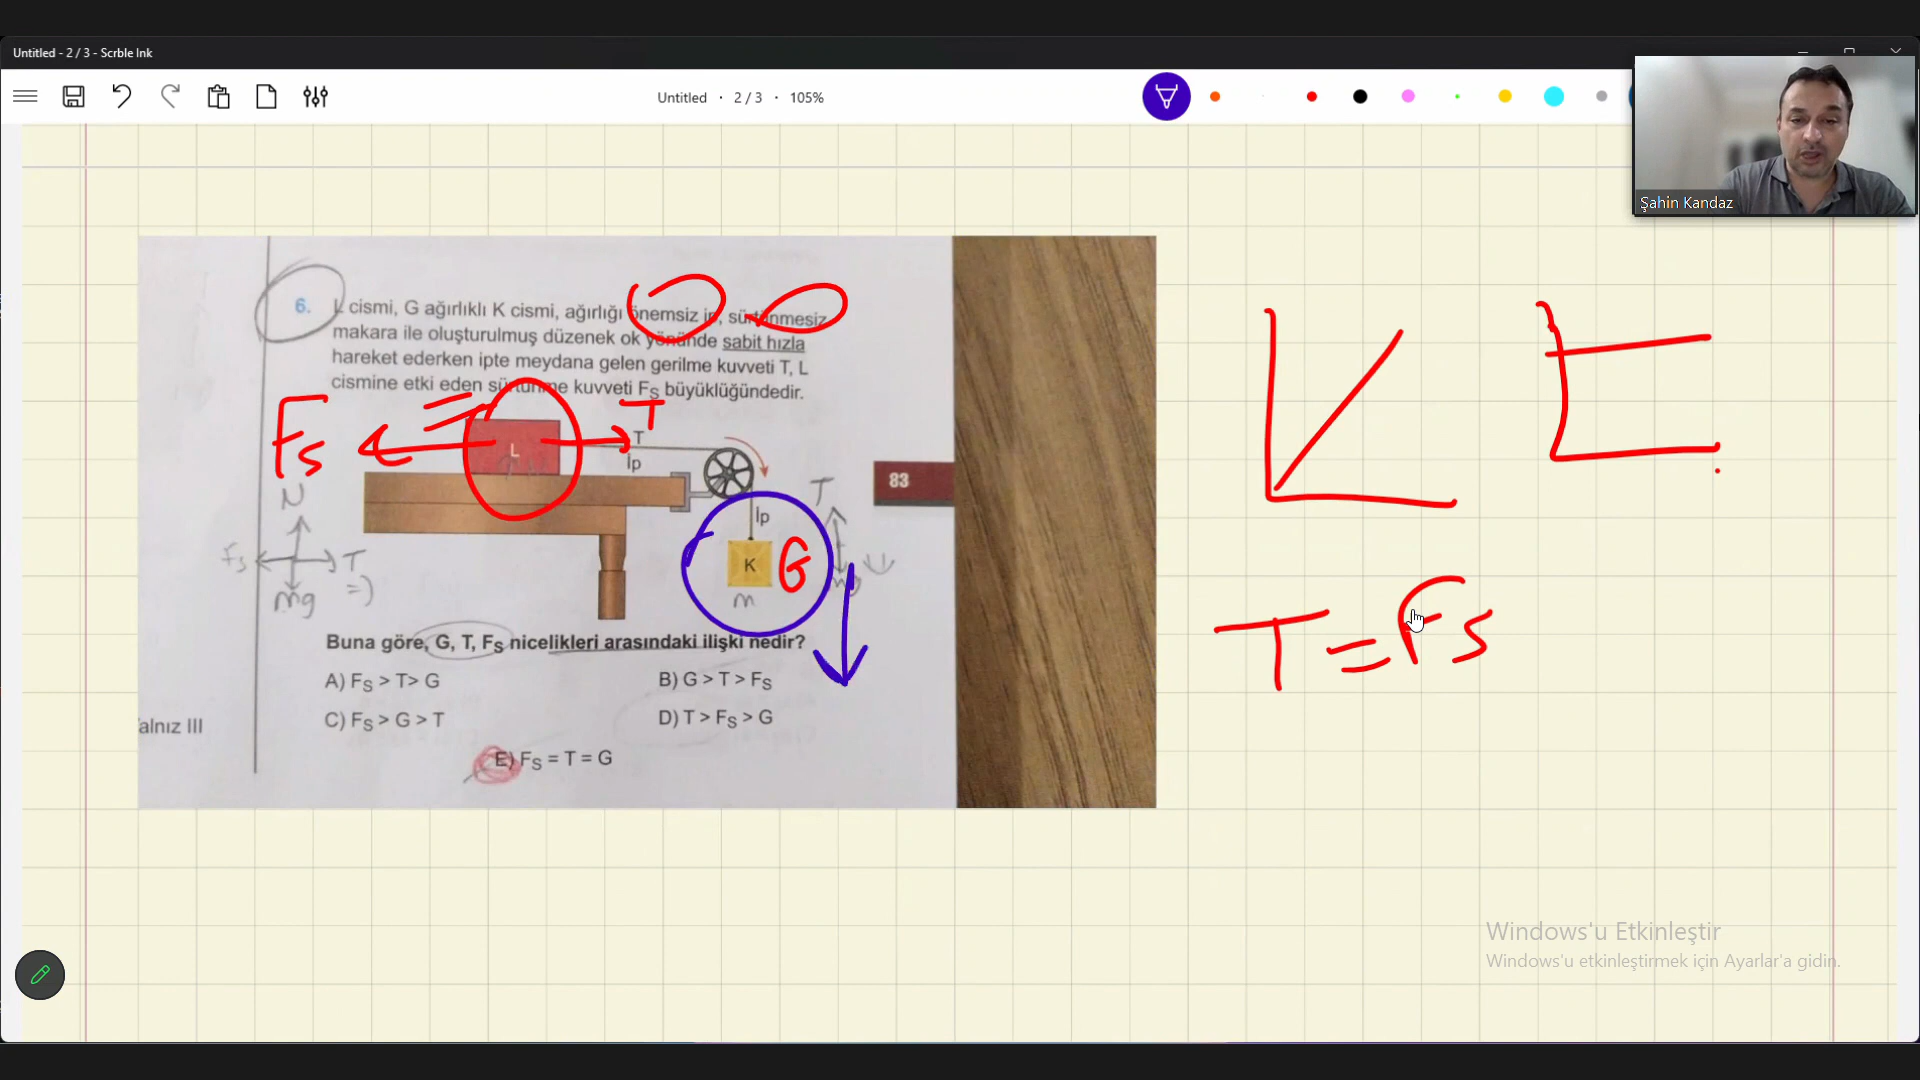 Untitled - 2 / 3 - Scrble Ink
Untitled · 2 / 3 · 105%
Şahin Kandaz
6. L cismi, G ağırlıklı K cismi, ağırlığı önemsiz ip, sürtünmesiz
makara ile oluşturulmuş düzenek ok yönünde sabit hızla
hareket ederken ipte meydana gelen gerilme kuvveti T, L
cismine etki eden sürtünme kuvveti FS büyüklüğündedir.
Fs
T
L
T
İp
83
T
İp
K
G
m
mg
N
Fs
T
mg
=)
Buna göre, G, T, FS nicelikleri arasındaki ilişki nedir?
A) FS > T> G
B) G > T > FS
C) FS > G > T
D) T > FS > G
alnız III
E) FS = T = G
T = Fs
Windows'u Etkinleştir
Windows'u etkinleştirmek için Ayarlar'a gidin.